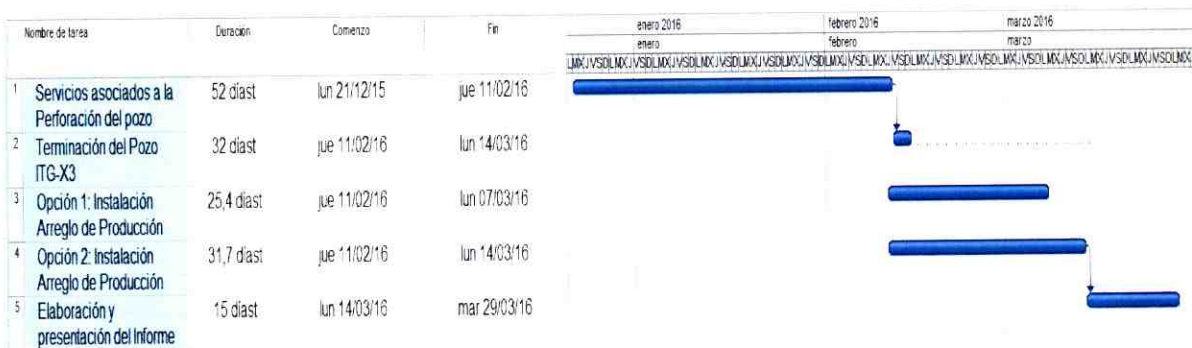 Nombre de tarea Duración Comienzo Fin
enero 2016 febrero 2016 marzo 2016
enero febrero marzo
1 Servicios asociados a la Perforación del pozo 52 díast lun 21/12/15 jue 11/02/16
2 Terminación del Pozo ITG-X3 32 díast jue 11/02/16 lun 14/03/16
3 Opción 1: Instalación Arreglo de Producción 25,4 díast jue 11/02/16 lun 07/03/16
4 Opción 2: Instalación Arreglo de Producción 31,7 díast jue 11/02/16 lun 14/03/16
5 Elaboración y presentación del Informe 15 díast lun 14/03/16 mar 29/03/16